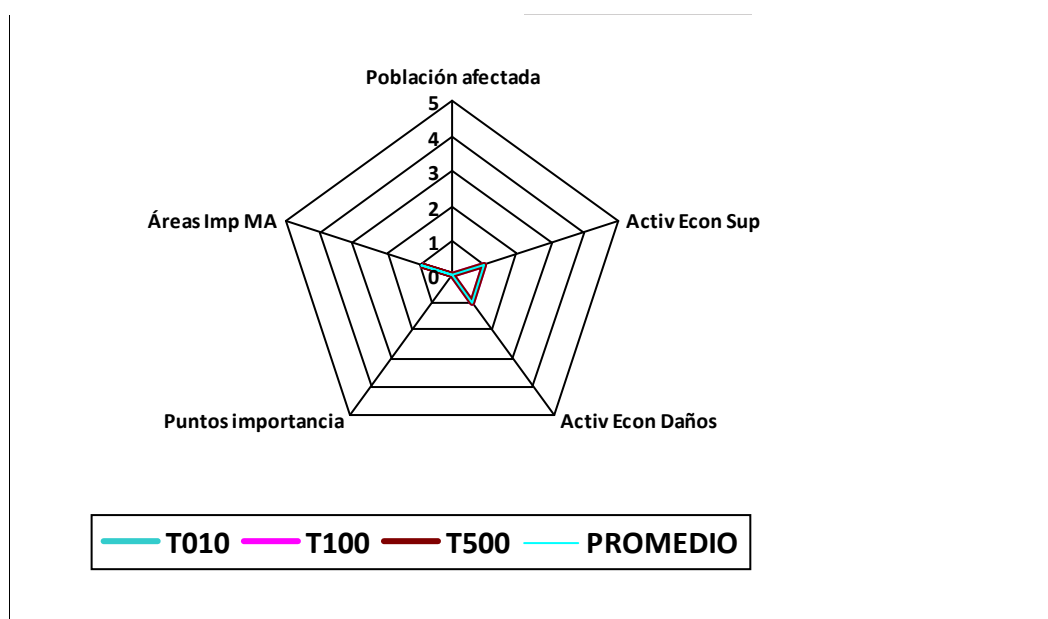 Población afectada
5
4
3
2
1
0
Áreas Imp MA
Activ Econ Sup
Puntos importancia
Activ Econ Daños
T010 T100 T500 PROMEDIO